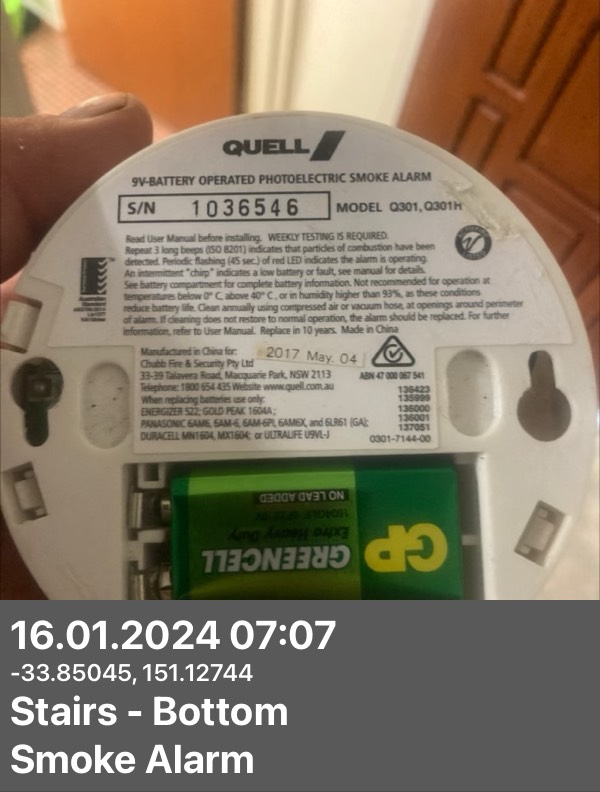 QUELL
9V-BATTERY OPERATED PHOTOELECTRIC SMOKE ALARM
S/N 1036546 MODEL Q301, Q301H
Read User Manual before installing. WEEKLY TESTING IS REQUIRED.
Repeat 3 long beeps (ISO 8201) indicates that particles of combustion have been
detected. Periodic flashing (45 sec.) of red LED indicates the alarm is operating.
An intermittent "chirp" indicates a low battery or fault, see manual for details.
See battery compartment for complete battery information. Not recommended for operation at
temperatures below 0° C, above 40° C, or in humidity higher than 93%, as these conditions
reduce battery life. Clean annually using compressed air or vacuum hose, at openings around perimeter
of alarm. If cleaning does not restore to normal operation, the alarm should be replaced. For further
information, refer to User Manual. Replace in 10 years. Made in China
Manufactured in China for: 2017 May. 04
Chubb Fire & Security Pty Ltd
33-39 Talavera Road, Macquarie Park, NSW 2113 ABN 47 000 067 541
Telephone: 1800 654 435 Website www.quell.com.au 136423
When replacing batteries use only: 135999
ENERGIZER 522; GOLD PEAK 1604A; 136000
PANASONIC 6AM6, 5AM-6, 6AM-6PI, 6AM6X, and 6LR61 (GA); 136001
137051
DURACELL MN1604, MX1604; or ULTRALIFE U9VL-J 0301-7144-00
NO LEAD ADDED
Extra Heavy Duty
GREENCELL
GP
16.01.2024 07:07
-33.85045, 151.12744
Stairs - Bottom
Smoke Alarm